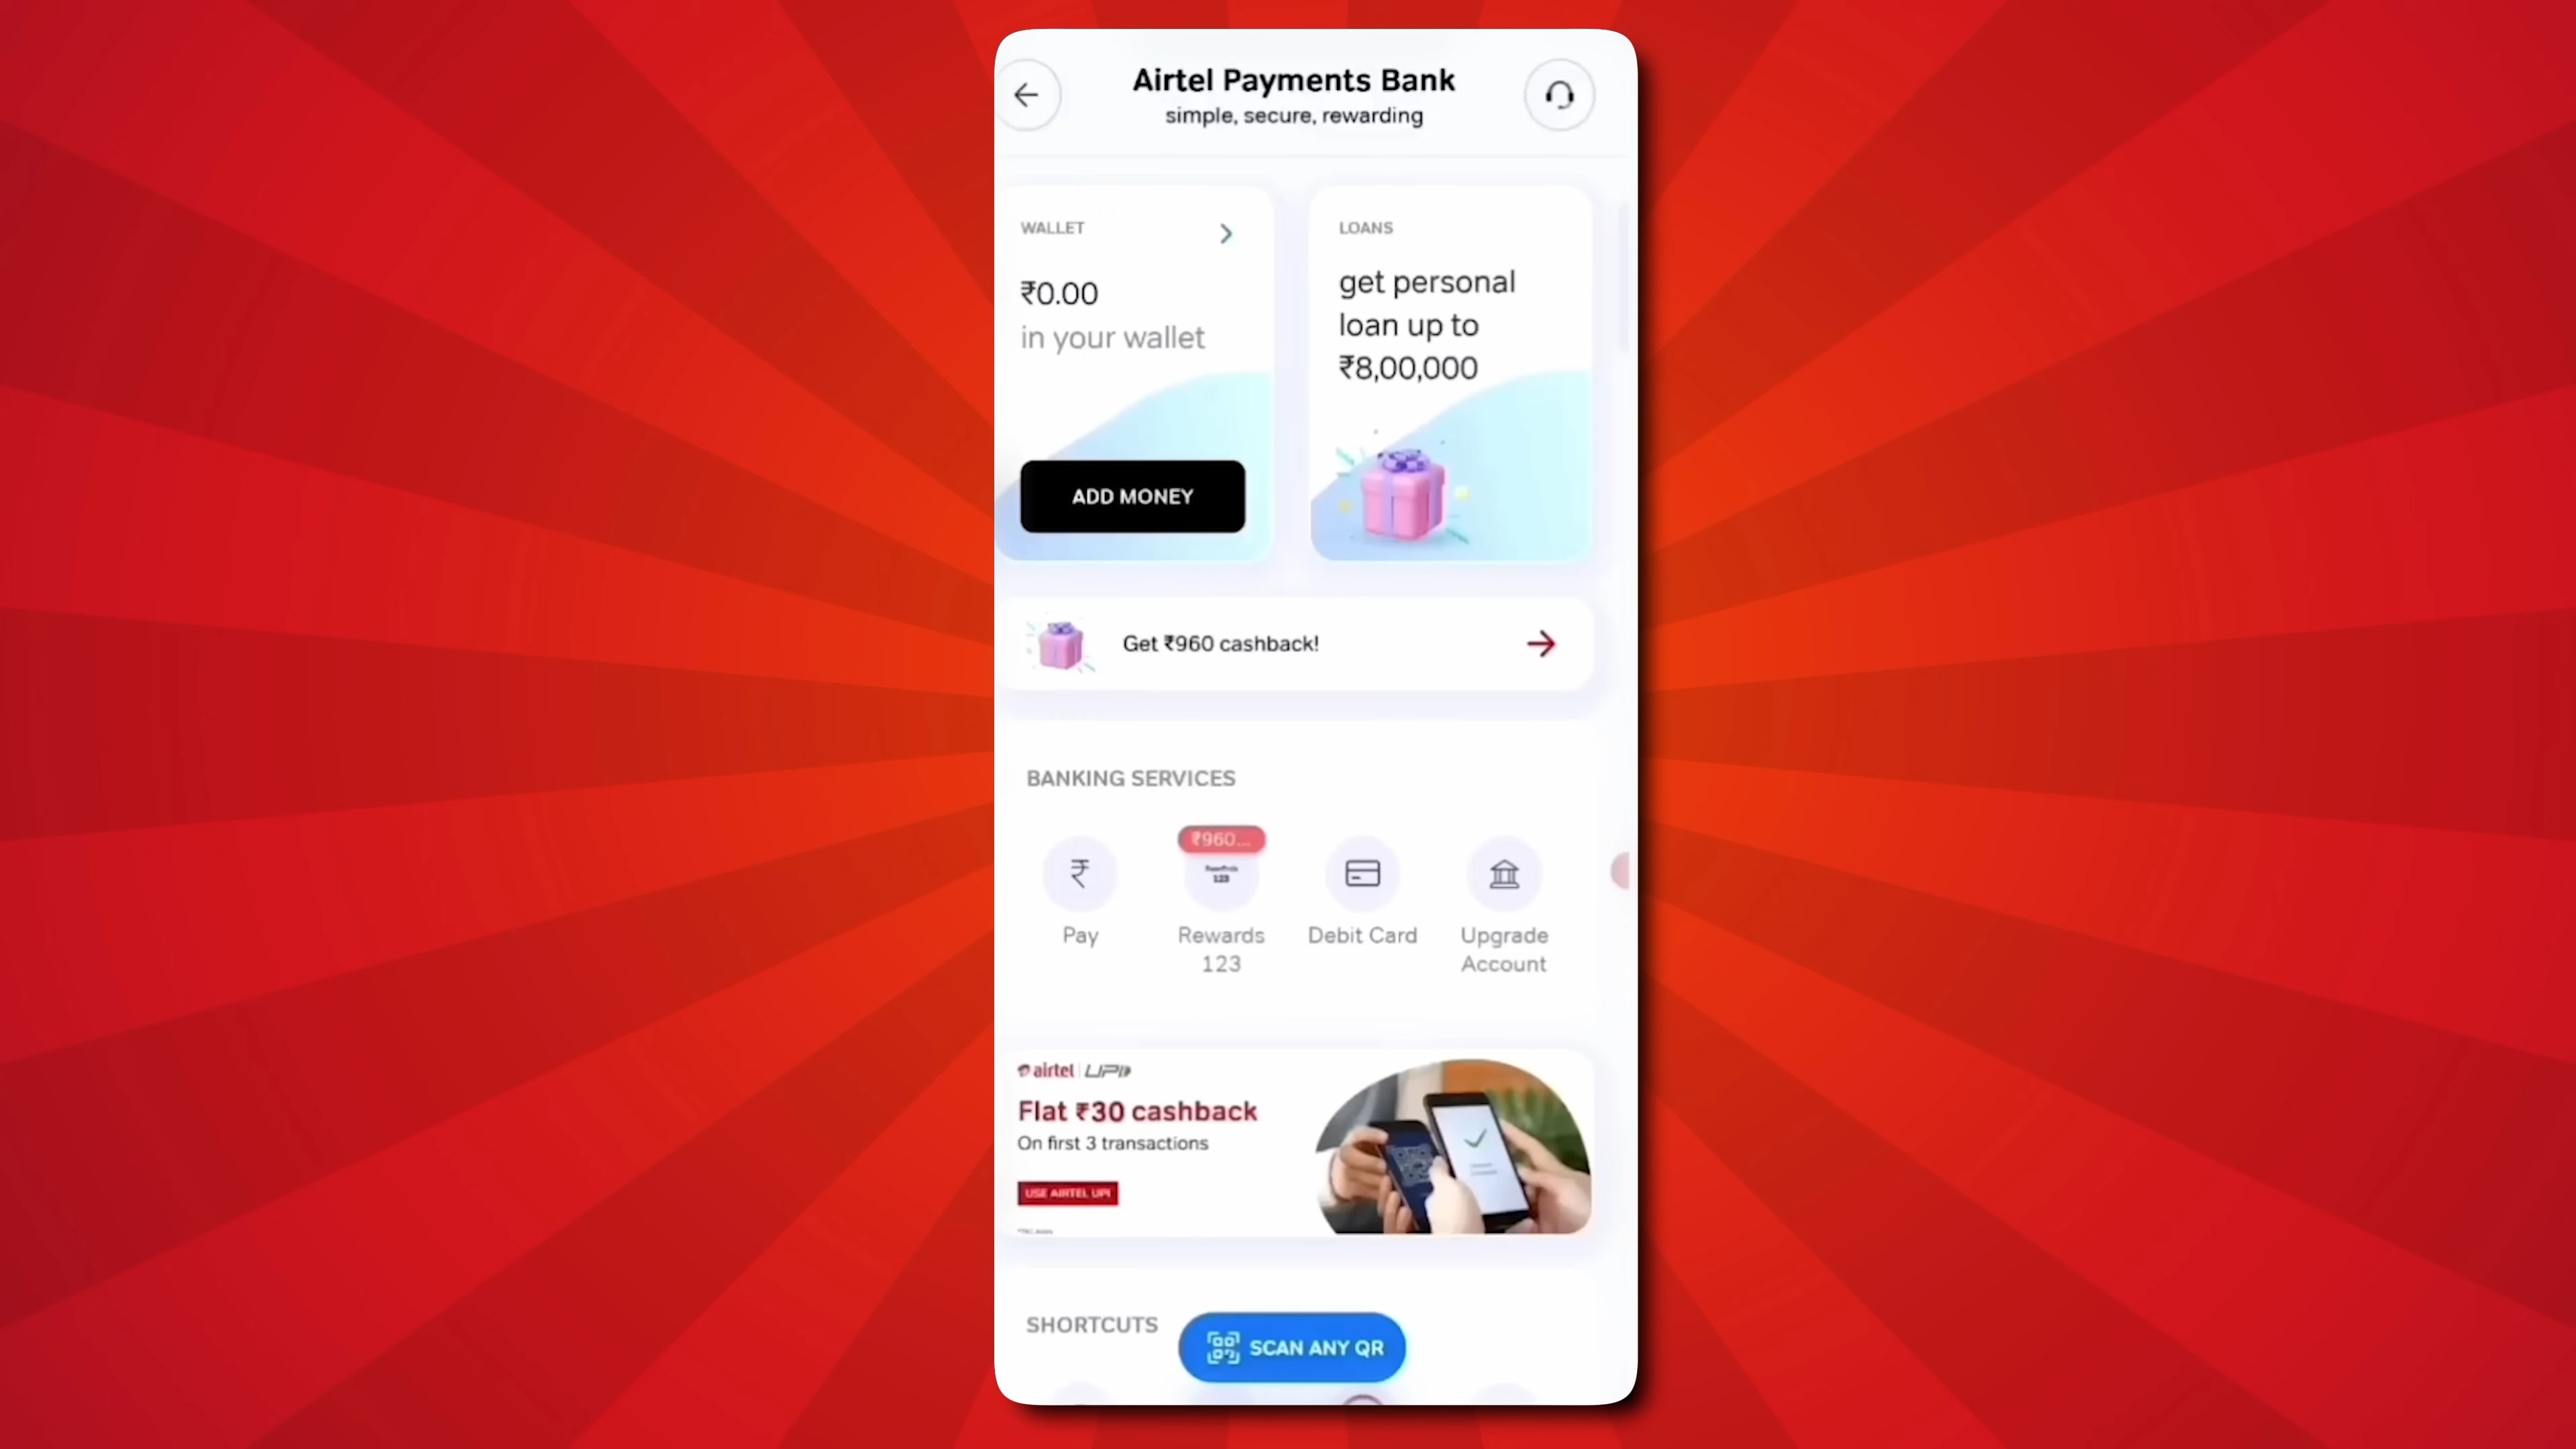 Airtel Payments Bank
simple, secure, rewarding
WALLET
₹0.00
in your wallet
ADD MONEY
LOANS
get personal
loan up to
₹8,00,000
Get ₹960 cashback!
BANKING SERVICES
₹960...
123
Pay
Rewards
123
Debit Card
Upgrade
Account
airtel UPI
Flat ₹30 cashback
On first 3 transactions
USE AIRTEL UPI
SHORTCUTS
SCAN ANY QR